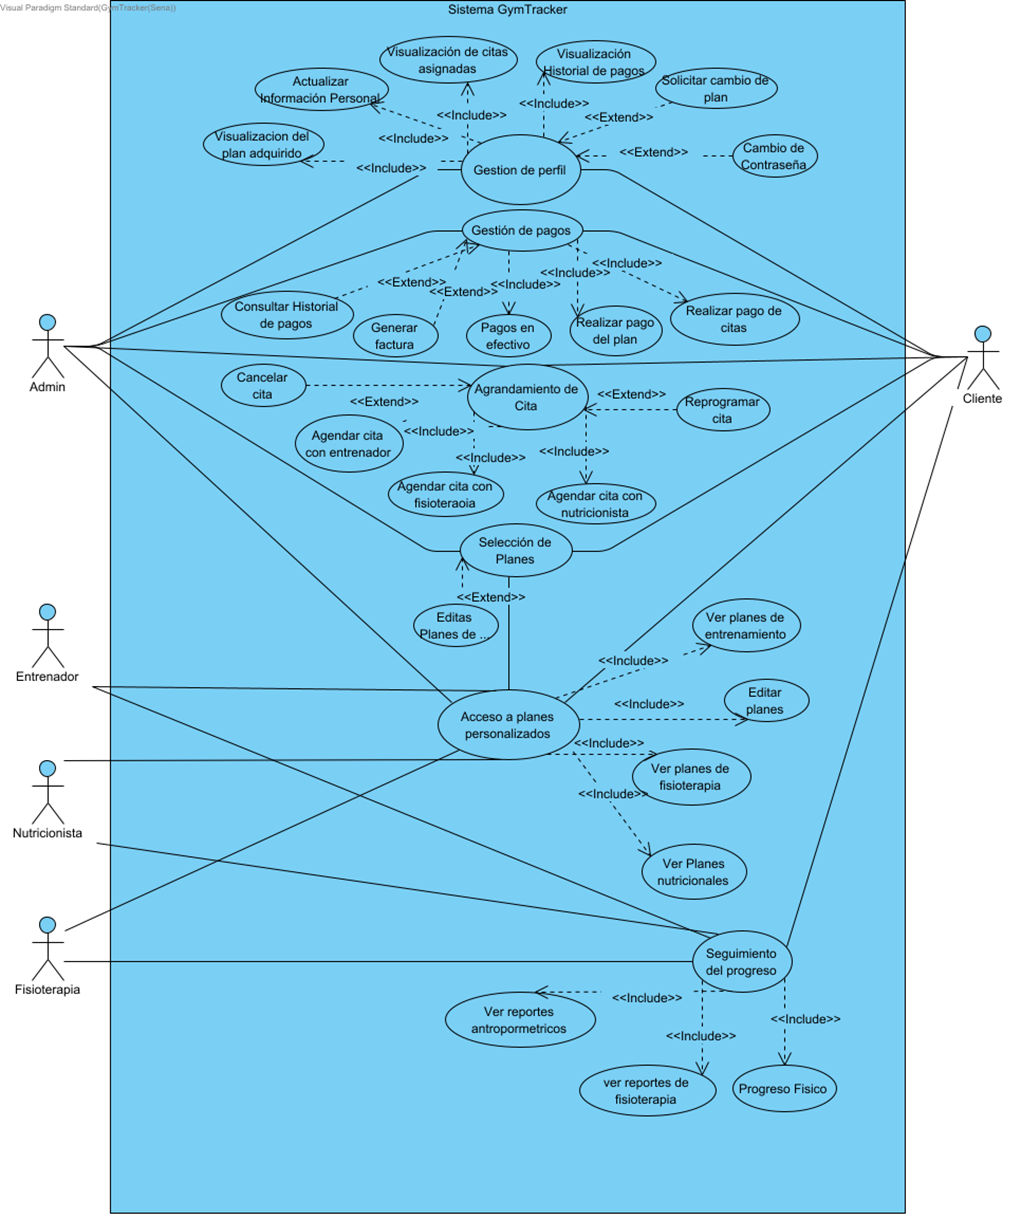 Visual Paradigm Standard(GymTracker(Sena))
Sistema GymTracker
Visualización de citas
asignadas
Visualización
Historial de pagos
Actualizar
Información Personal
Solicitar cambio de
plan
<<Include>>
<<Include>>
<<Extend>>
<<Include>>
Visualizacion del
plan adquirido
<<Extend>>
Cambio de
Contraseña
<<Include>>
Gestion de perfil
Gestión de pagos
<<Include>>
<<Include>>
<<Extend>>
<<Include>>
<<Extend>>
Consultar Historial
de pagos
Generar
factura
Pagos en
efectivo
Realizar pago
del plan
Realizar pago de
citas
Admin
Cliente
Cancelar
cita
Agrandamiento de
Cita
<<Extend>>
<<Extend>>
Reprogramar
cita
Agendar cita
con entrenador
<<Include>>
<<Include>>
<<Include>>
Agendar cita con
fisioteraoia
Agendar cita con
nutricionista
Selección de
Planes
<<Extend>>
Editas
Planes de ...
Ver planes de
entrenamiento
Entrenador
<<Include>>
Editar
planes
<<Include>>
Acceso a planes
personalizados
<<Include>>
Ver planes de
fisioterapia
<<Include>>
Nutricionista
Ver Planes
nutricionales
Seguimiento
del progreso
Fisioterapia
<<Include>>
Ver reportes
antropormetricos
<<Include>>
<<Include>>
ver reportes de
fisioterapia
Progreso Fisico